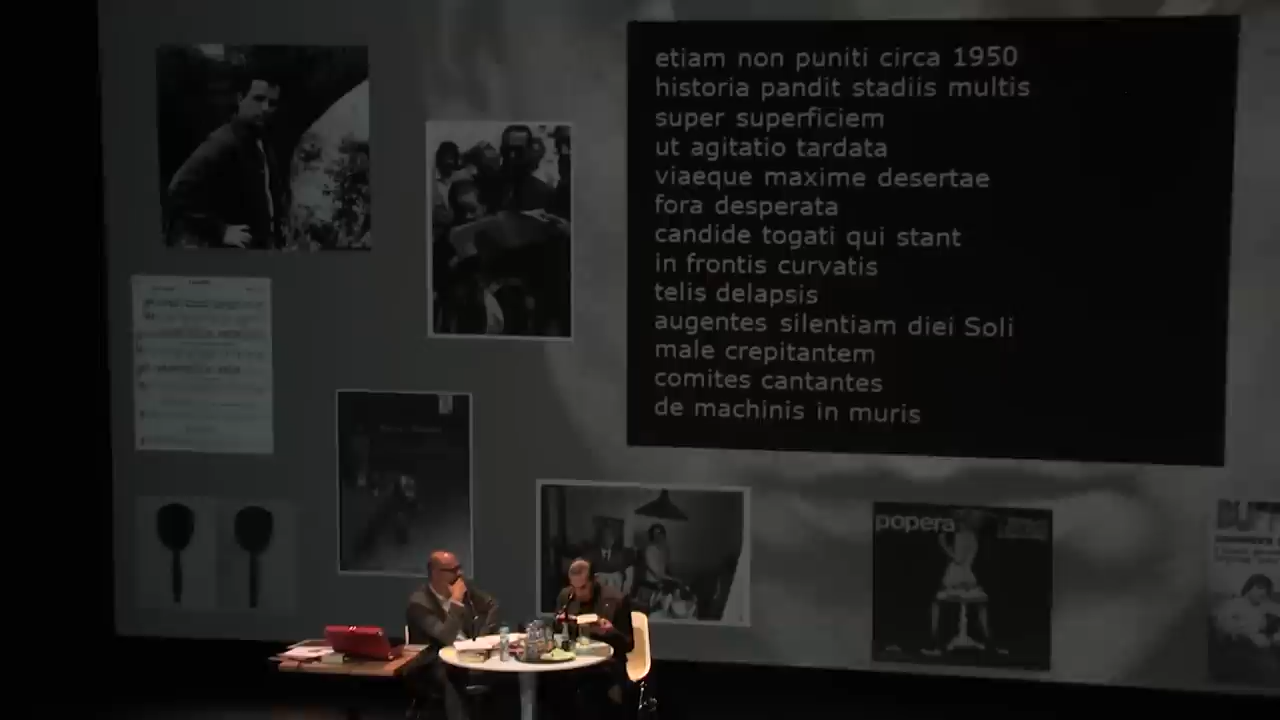 etiam non puniti circa 1950
historia pandit stadiis multis
super superficiem
ut agitatio tardata
viaeque maxime desertae
fora desperata
candide togati qui stant
in frontis curvatis
telis delapsis
augentes silentiam diei Soli
male crepitantem
comites cantantes
de machinis in muris
popera